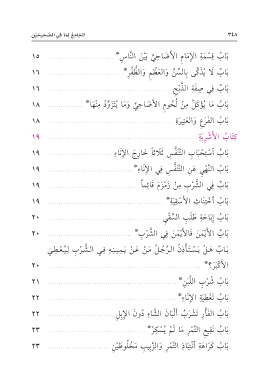 ٣٤٨ الجامع لما في الصحيحين
بَابُ قِسْمَةِ الإِمَامِ الأَضَاحِيَّ بَيْنَ النَّاسِ* ١٥
بَابٌ لَا يُذَكَّى بِالسِّنِّ وَالعَظْمِ وَالظُّفُرِ* ١٦
بَابٌ فِي صِفَةِ الذَّبْحِ ١٦
بَابُ مَا يُؤْكَلُ مِنْ لُحُومِ الأَضَاحِيِّ وَمَا يُتَزَوَّدُ مِنْهَا* ١٨
بَابُ الفَرَعِ وَالعَتِيرَةِ ١٨
كِتَابُ الأَشْرِبَةِ ١٩
بَابُ اسْتِحْبَابِ التَّنَفُّسِ ثَلَاثًا خَارِجَ الإِنَاءِ ١٩
بَابُ النَّهْيِ عَنِ التَّنَفُّسِ فِي الإِنَاءِ* ١٩
بَابٌ فِي الشُّرْبِ مِنْ زَمْزَمَ قَائِمًا ١٩
بَابُ اخْتِنَاثِ الأَسْقِيَةِ* ١٩
بَابُ إِبَاحَةِ طَلَبِ السَّقْيِ ٢٠
بَابُ الأَيْمَنَ فَالأَيْمَنَ فِي الشُّرْبِ* ٢٠
بَابُ هَلْ يَسْتَأْذِنُ الرَّجُلُ مَنْ عَنْ يَمِينِهِ فِي الشُّرْبِ لِيُعْطِيَ
الأَكْبَرَ؟* ٢٠
بَابُ شُرْبِ اللَّبَنِ* ٢١
بَابُ تَغْطِيَةِ الإِنَاءِ* ٢٢
بَابُ الفَأْرِ تَشْرَبُ أَلْبَانَ الشَّاءِ دُونَ الإِبِلِ ٢٢
بَابُ نَقِيعِ التَّمْرِ مَا لَمْ يُسْكِرْ* ٢٣
بَابُ كَرَاهَةِ انْتِبَاذِ التَّمْرِ وَالزَّبِيبِ مَخْلُوطَيْنِ ٢٣